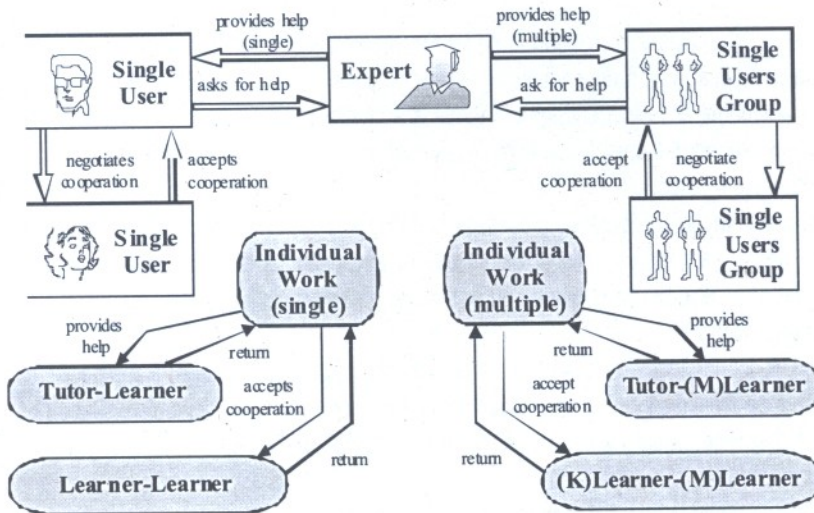 provides help
(single)
provides help
(multiple)
Single
User
Expert
Single
Users
Group
asks for help
ask for help
negotiates
cooperation
accepts
cooperation
accept
cooperation
negotiate
cooperation
Single
User
Single
Users
Group
Individual
Work
(single)
Individual
Work
(multiple)
provides
help
return
provides
help
return
Tutor-Learner
Tutor-(M)Learner
accepts
cooperation
accept
cooperation
return
return
Learner-Learner
(K)Learner-(M)Learner